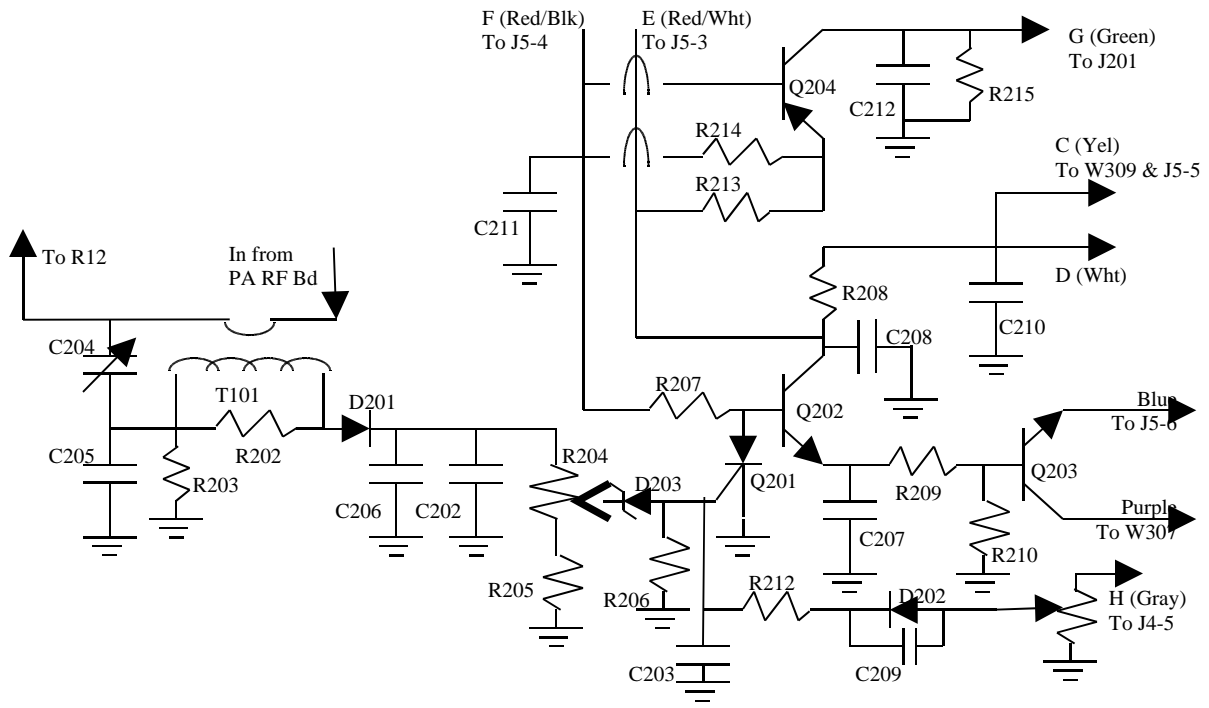 F (Red/Blk)
To J5-4
E (Red/Wht)
To J5-3
G (Green)
To J201
Q204
C212
R215
R214
C (Yel)
To W309 & J5-5
R213
C211
To R12
In from
PA RF Bd
D (Wht)
R208
C210
C208
C204
R207
T101
D201
Q202
Blue
To J5-6
R202
C205
R203
R204
D203
Q201
R209
Q203
C206
C202
C207
Purple
To W307
R210
R205
R206
R212
D202
H (Gray)
To J4-5
C203
C209